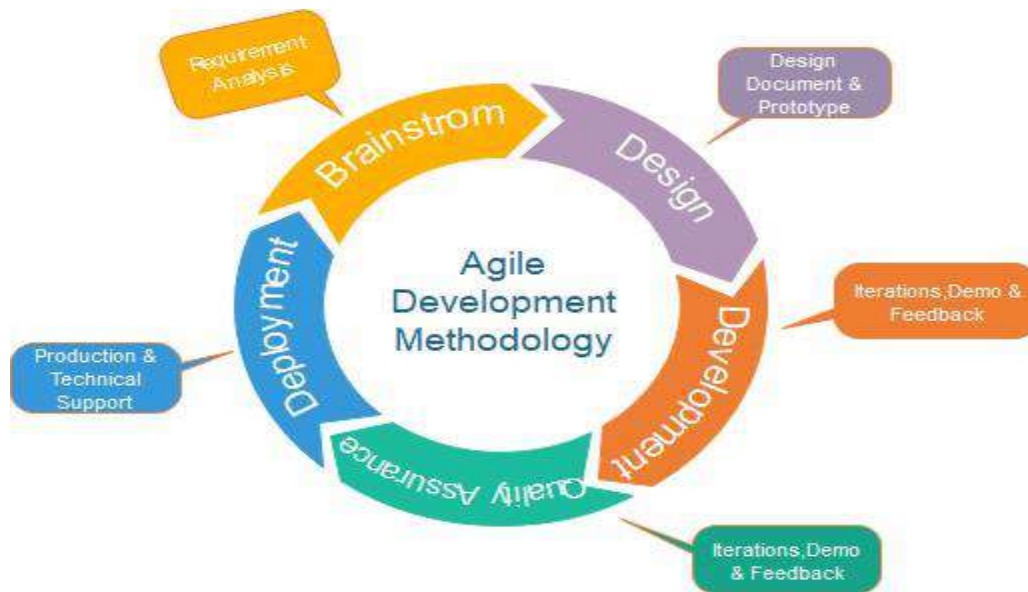 Requirement
Analysis
Brainstrom
Design
Document &
Prototype
Design
Agile
Development
Methodology
Iterations,Demo &
Feedback
Development
Production &
Technical
Support
Deployment
Quality Assurance
Iterations,Demo
& Feedback